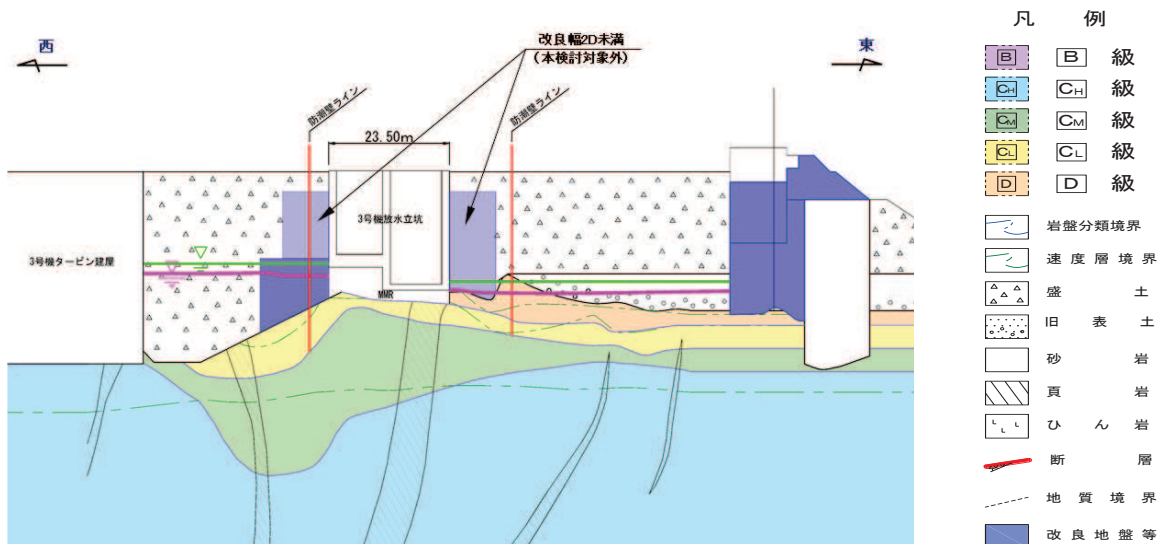 西
改良幅2D未満
(本検討対象外)
東
防潮壁ライン
23.50m
防潮壁ライン
3号機放水立坑
3号機タービン建屋
MMR
凡 例
B B 級
CH CH 級
CM CM 級
CL CL 級
D D 級
岩盤分類境界
速度層境界
盛土
旧表土
砂岩
頁岩
ひん岩
断層
地質境界
改良地盤等